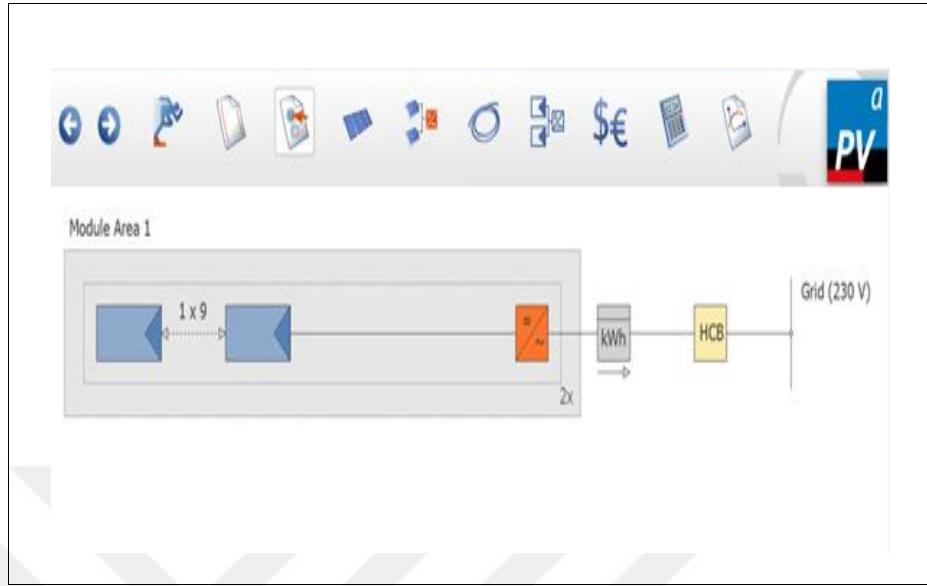 $€
a
PV
Module Area 1
1 x 9
Grid (230 V)
kWh
HCB
2x